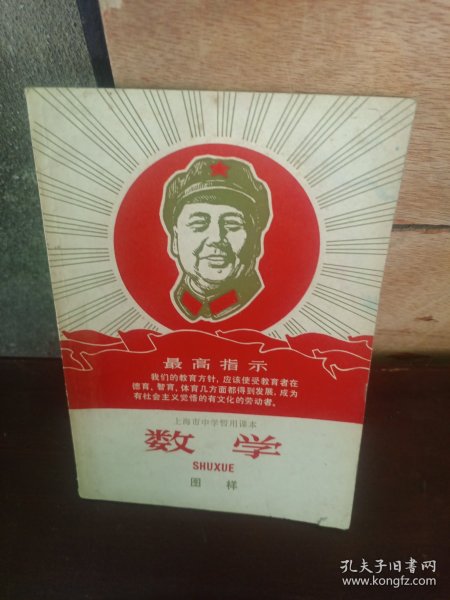 最高指示
我们的教育方针，应该使受教育者在
德育、智育、体育几方面都得到发展，成为
有社会主义觉悟的有文化的劳动者。
上海市中学暂用课本
数学
SHUXUE
图样
孔夫子旧书网
www.kongfz.com